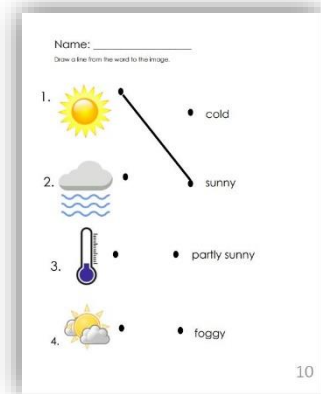 Name: ____________________
Draw a line from the word to the image.
1.
cold
2.
sunny
3.
partly sunny
4.
foggy
10